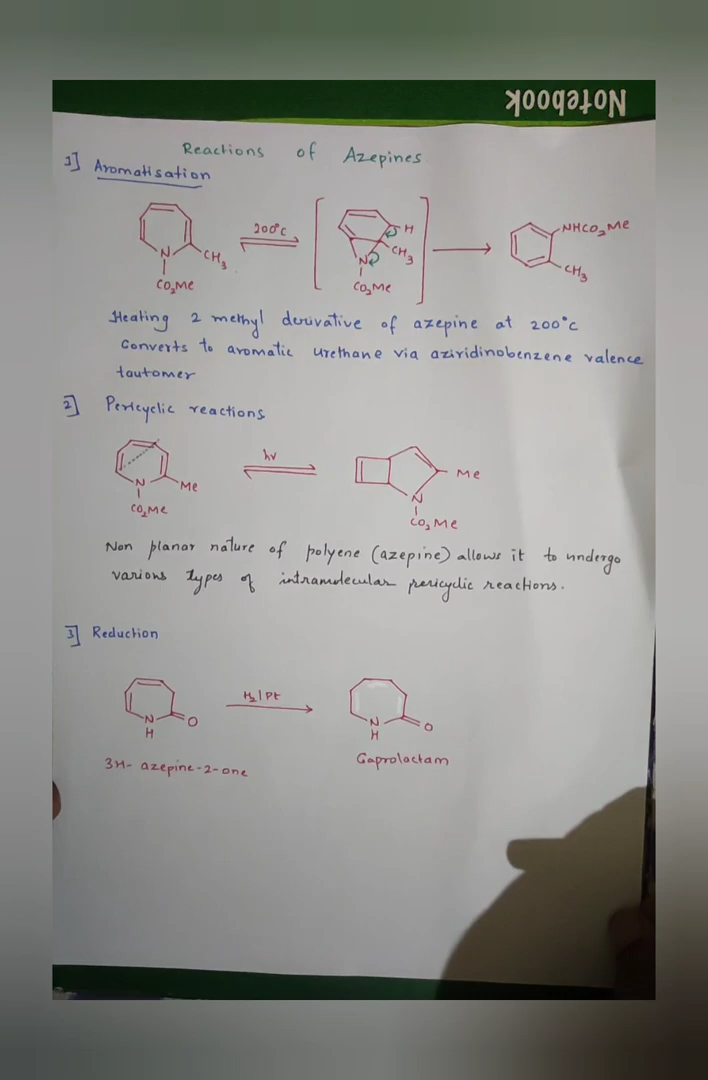 Notebook
Reactions of Azepines
1] Aromatisation
200°C
N
CH3
CO2Me
H
CH3
N
CO2Me
NHCO2Me
CH3
Heating 2 methyl derivative of azepine at 200°C
Converts to aromatic urethane via aziridinobenzene valence
tautomer
2] Pericyclic reactions
hv
N
Me
CO2Me
Me
N
CO2Me
Non planar nature of polyene (azepine) allows it to undergo
various types of intramolecular pericyclic reactions.
3] Reduction
H2/Pt
N
H
O
N
H
O
3H- azepine-2-one
Caprolactam